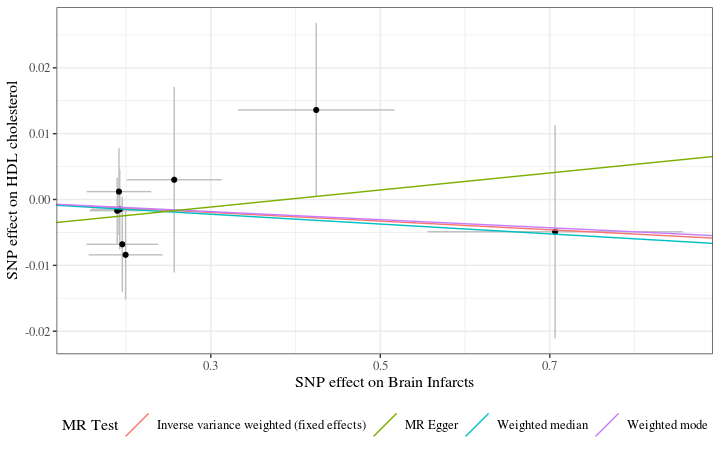 SNP effect on HDL cholesterol
0.02
0.01
0.00
-0.01
-0.02
0.3 0.5 0.7
SNP effect on Brain Infarcts
MR Test Inverse variance weighted (fixed effects) MR Egger Weighted median Weighted mode